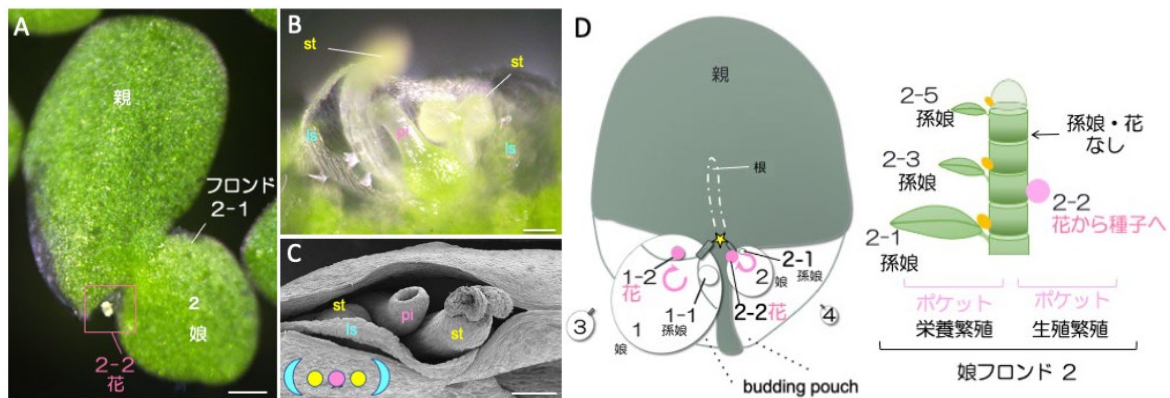 A
親
フロンド
2-1
2
娘
2-2
花
B
st
st
ls
pi
ls
C
st
pi
ls
st
D
親
根
1-2
花
2-1
孫娘
2
娘
1-1
孫娘
2-2花
1
娘
3
4
budding pouch
2-5
孫娘
孫娘・花
なし
2-3
孫娘
2-2
花から種子へ
2-1
孫娘
ポケット
栄養繁殖
ポケット
生殖繁殖
娘フロンド 2